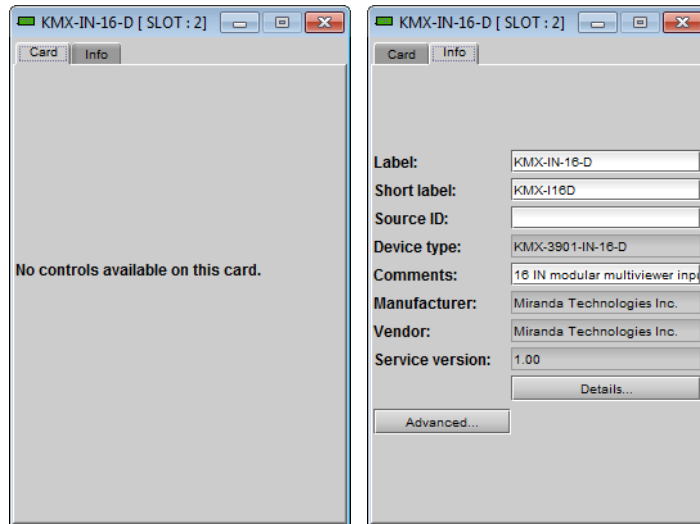 KMX-IN-16-D [ SLOT : 2]
Card Info
No controls available on this card.
KMX-IN-16-D [ SLOT : 2]
Card Info
Label: KMX-IN-16-D
Short label: KMX-I16D
Source ID:
Device type: KMX-3901-IN-16-D
Comments: 16 IN modular multiviewer inpu
Manufacturer: Miranda Technologies Inc.
Vendor: Miranda Technologies Inc.
Service version: 1.00
Details...
Advanced...